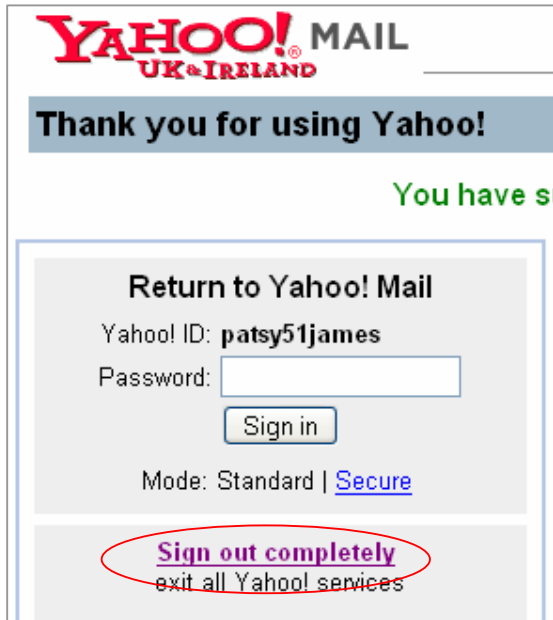 YAHOO!® MAIL
UK & IRELAND
Thank you for using Yahoo!
You have
Return to Yahoo! Mail
Yahoo! ID: patsy51james
Password:
Sign in
Mode: Standard | Secure
Sign out completely
exit all Yahoo! services